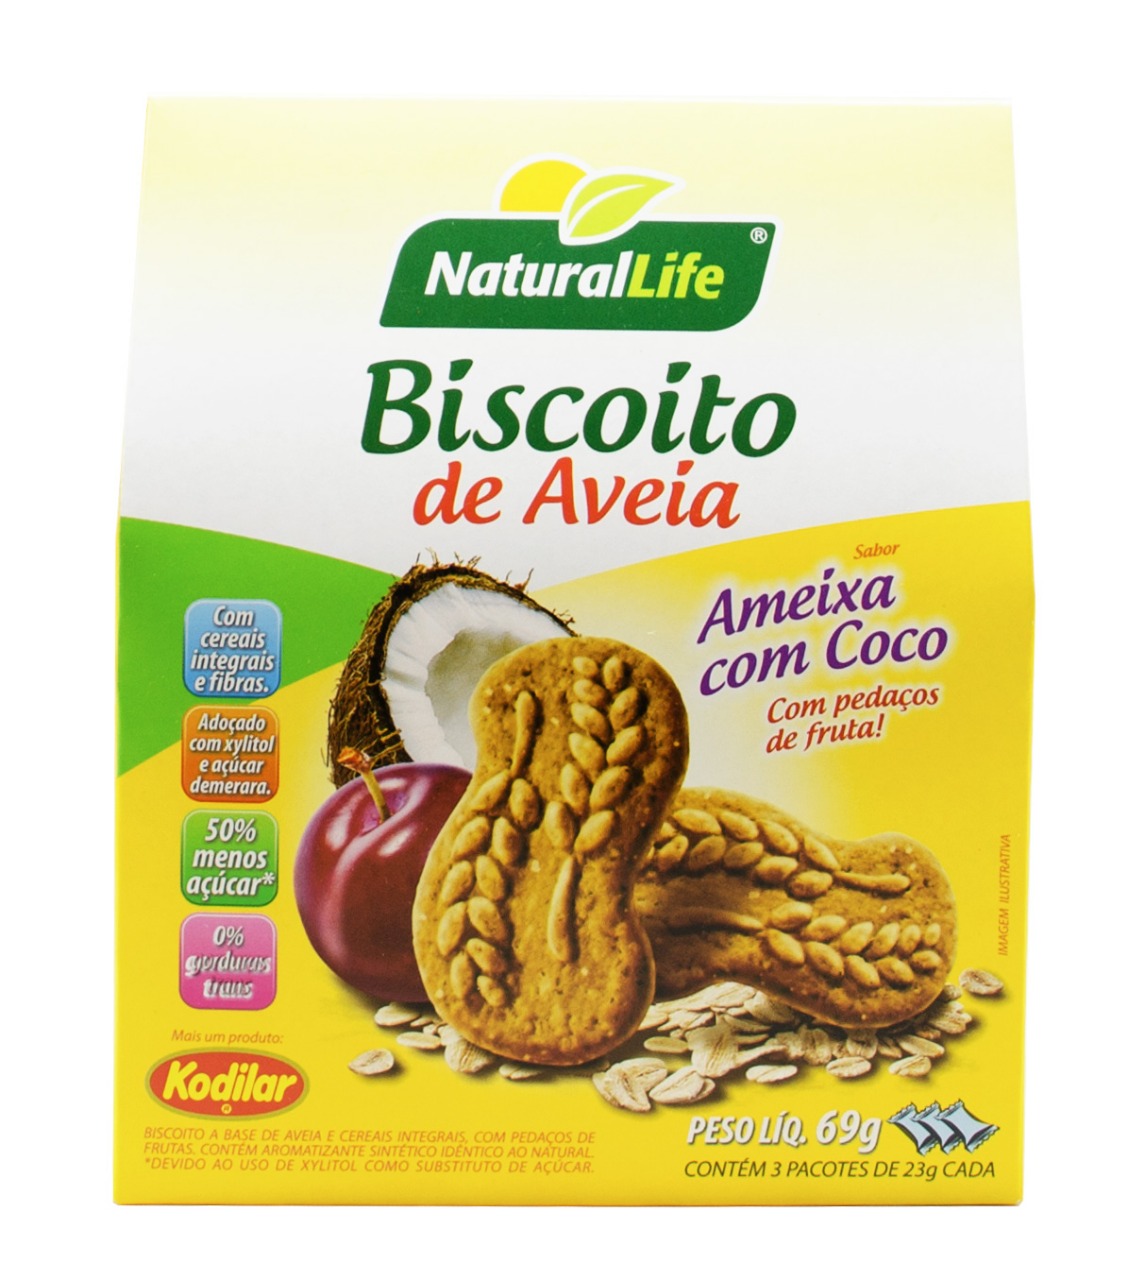 NaturalLife®
Biscoito
de Aveia
Sabor
Ameixa
com Coco
Com pedaços
de fruta!
Com
cereais
integrais
e fibras.
Adoçado
com xylitol
e açúcar
demerara.
50%
menos
açúcar*
0%
gorduras
trans
IMAGEM ILUSTRATIVA
Mais um produto:
Kodilar
BISCOITO A BASE DE AVEIA E CEREAIS INTEGRAIS, COM PEDAÇOS DE
FRUTAS. CONTÉM AROMATIZANTE SINTÉTICO IDÊNTICO AO NATURAL.
*DEVIDO AO USO DE XYLITOL COMO SUBSTITUTO DE AÇÚCAR.
PESO LÍQ. 69g
CONTÉM 3 PACOTES DE 23g CADA